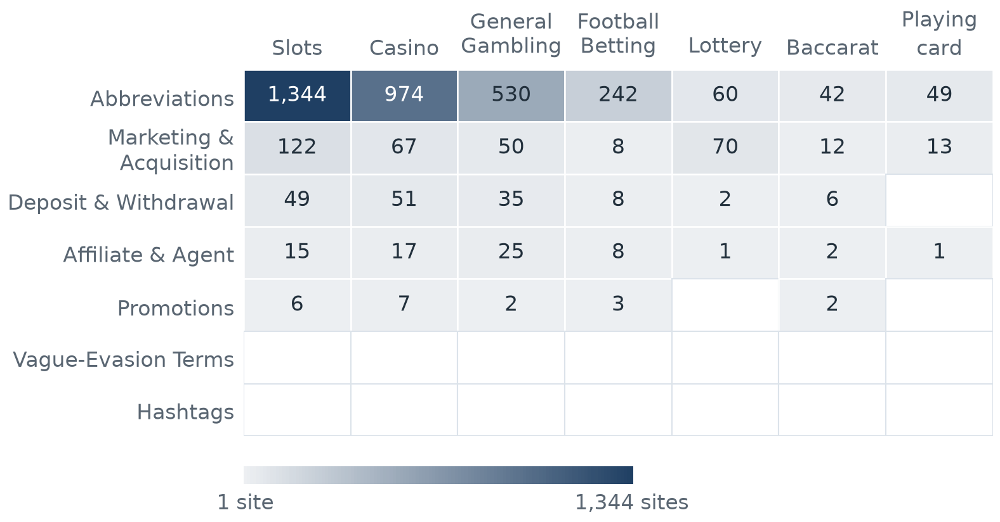 General Football Playing
Slots Casino Gambling Betting Lottery Baccarat card
Abbreviations 1,344 974 530 242 60 42 49
Marketing &
Acquisition 122 67 50 8 70 12 13
Deposit & Withdrawal 49 51 35 8 2 6
Affiliate & Agent 15 17 25 8 1 2 1
Promotions 6 7 2 3 2
Vague-Evasion Terms
Hashtags
1 site 1,344 sites